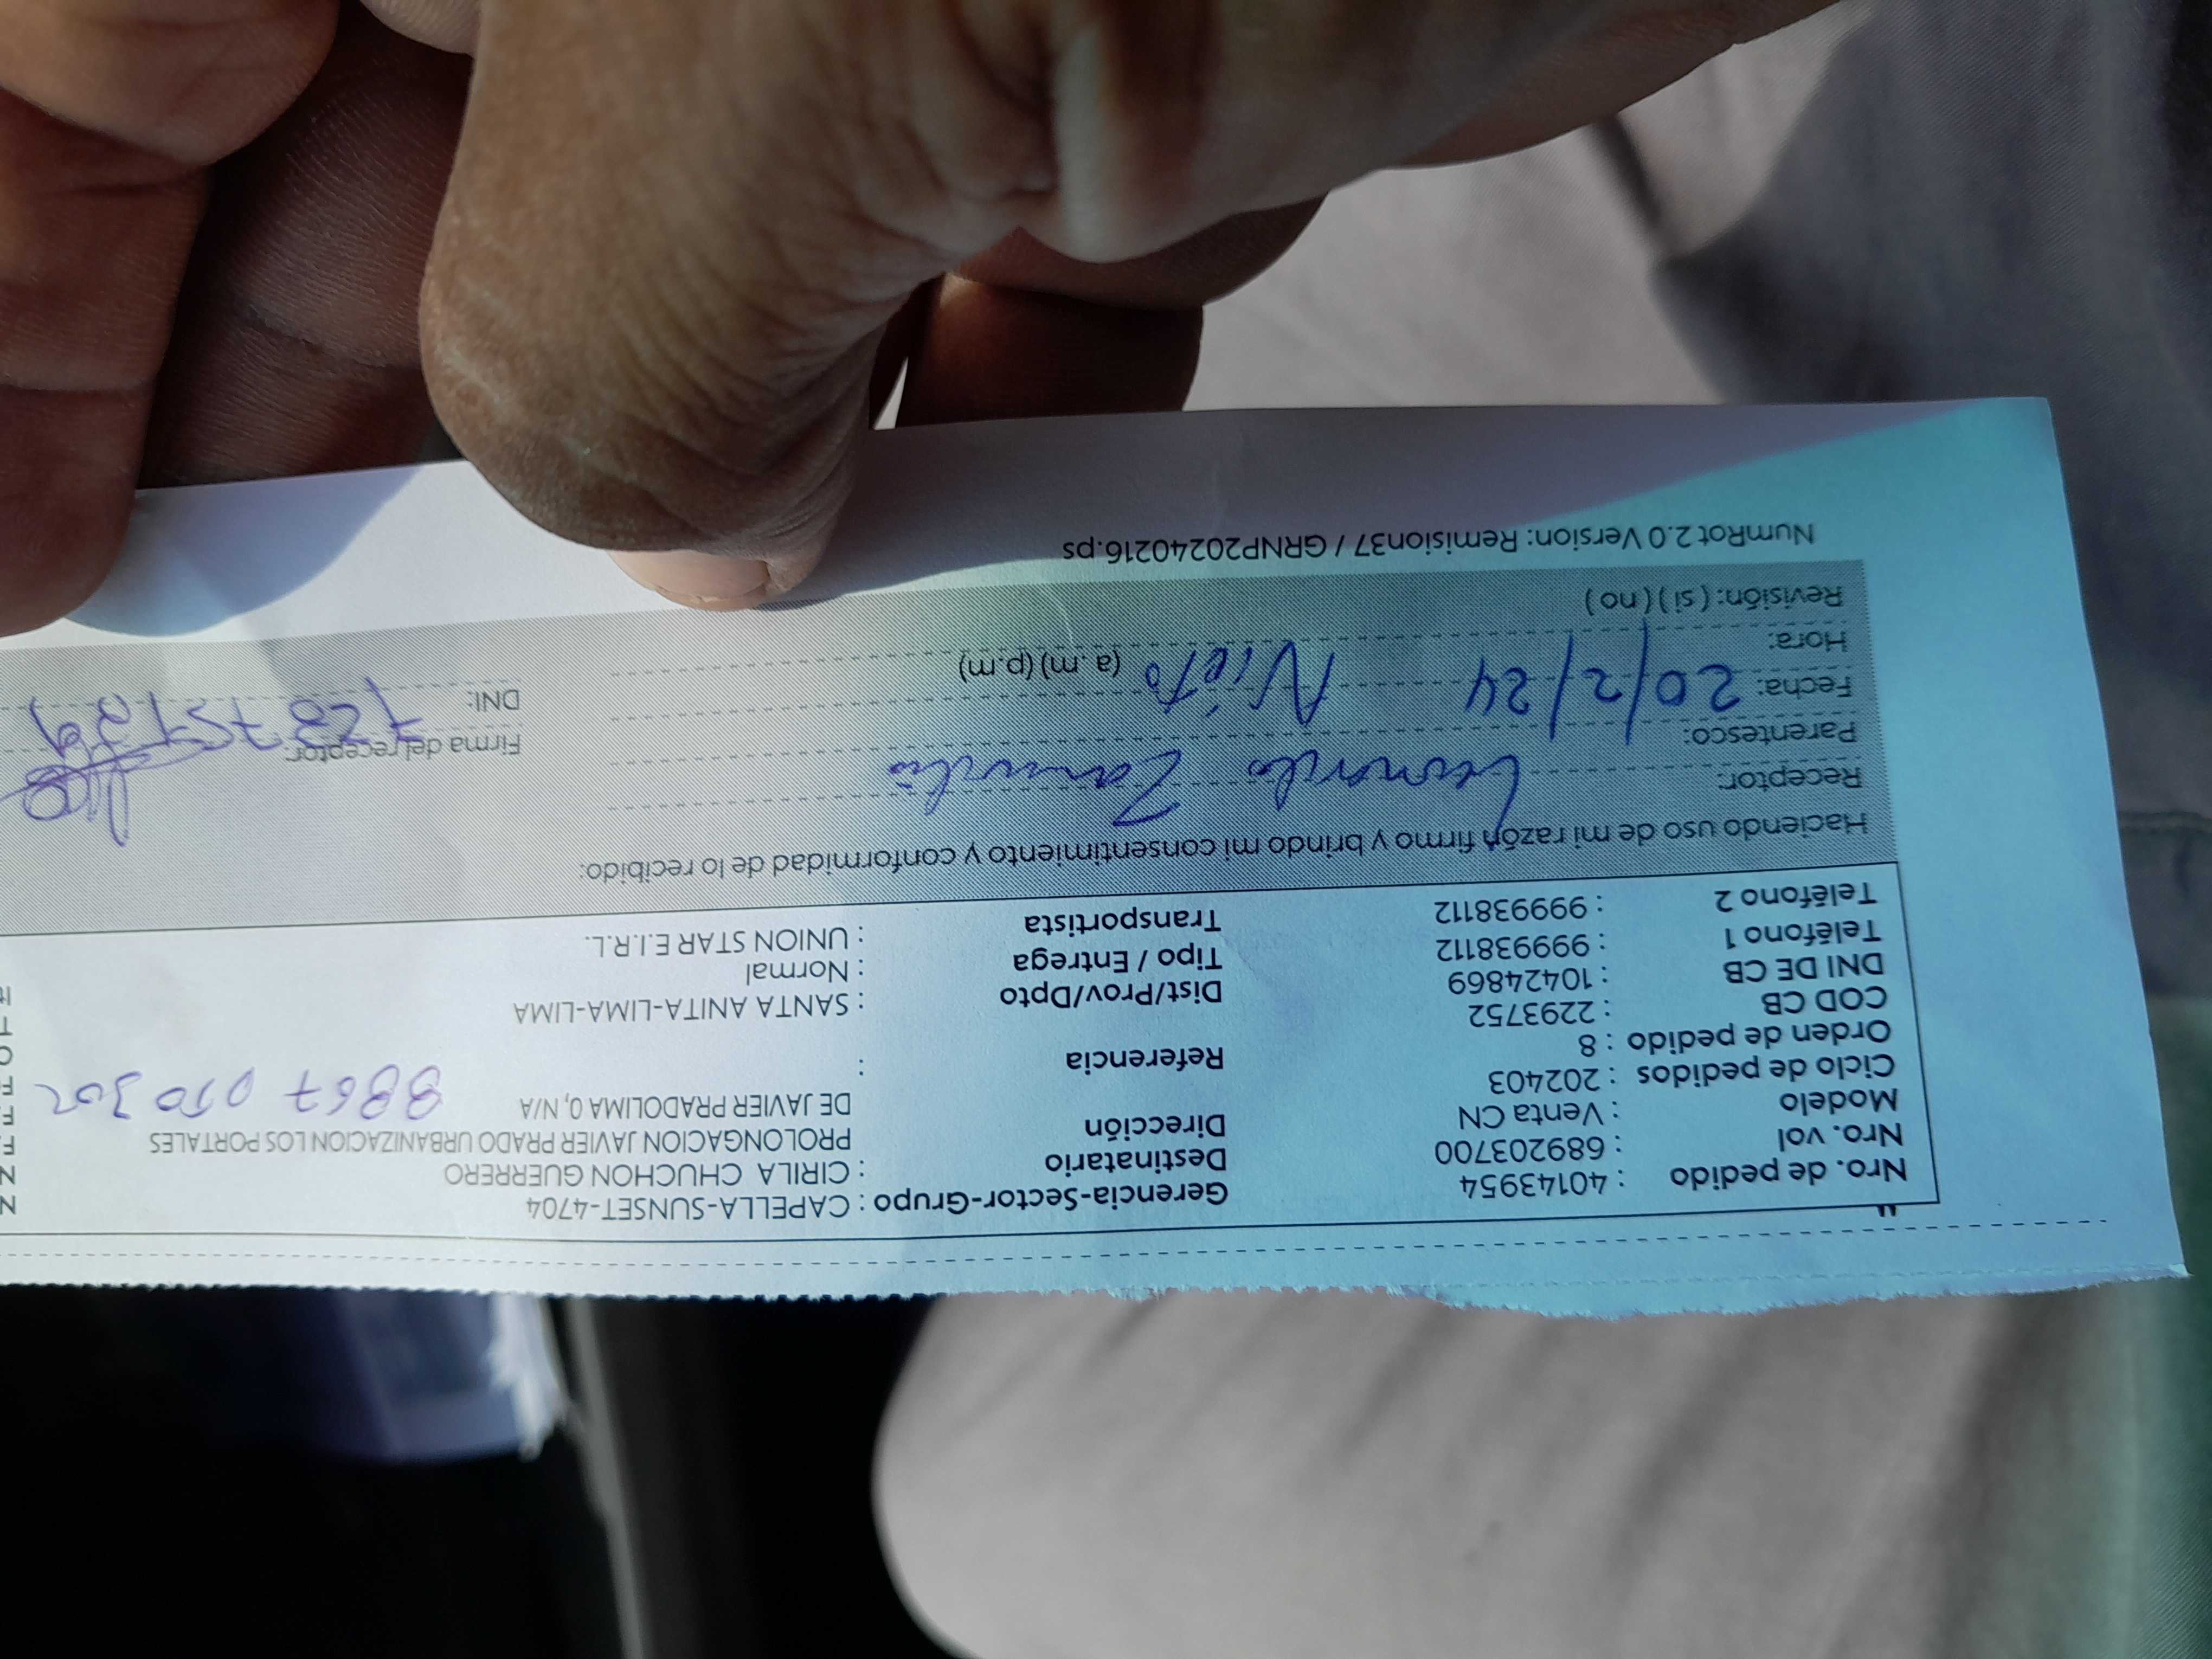 Nro. de pedido : 40143954 Gerencia-Sector-Grupo : CAPELLA-SUNSET-4704
Nro. vol : 689203700 Destinatario : CIRILA CHUCHON GUERRERO
Modelo : Venta CN Dirección PROLONGACION JAVIER PRADO URBANIZACION LOS PORTALES
Ciclo de pedidos : 202403 DE JAVIER PRADOLIMA 0, N/A
Orden de pedido : 8 Referencia :
COD CB : 2293752
DNI DE CB : 10424869 Dist/Prov/Dpto : SANTA ANITA-LIMA-LIMA
Teléfono 1 : 999938112 Tipo / Entrega : Normal
Teléfono 2 : 999938112 Transportista : UNION STAR E.I.R.L.
Haciendo uso de mi razón firmo y brindo mi consentimiento y conformidad de lo recibido:
Receptor: Leonarda
Parentesco: Firma del receptor:
Fecha: 20/2/24 Nieto DNI:
Hora: (a.m) (p.m)
Revisión: ( si ) ( no )
NumRot 2.0 Version: Remision37 / GRNP20240216.ps